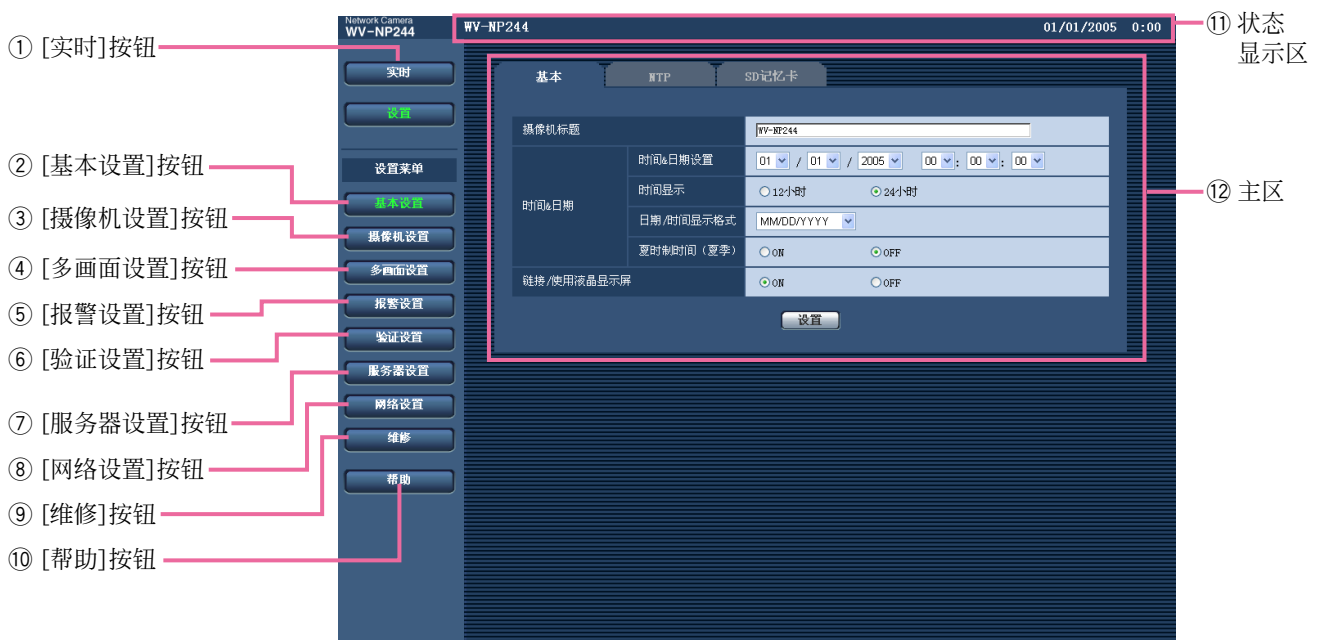 ① [实时]按钮
② [基本设置]按钮
③ [摄像机设置]按钮
④ [多画面设置]按钮
⑤ [报警设置]按钮
⑥ [验证设置]按钮
⑦ [服务器设置]按钮
⑧ [网络设置]按钮
⑨ [维修]按钮
⑩ [帮助]按钮
Network Camera
WV-NP244
实时
设置
设置菜单
基本设置
摄像机设置
多画面设置
报警设置
验证设置
服务器设置
网络设置
维修
帮助
WV-NP244 01/01/2005 0:00
基本 NTP SD记忆卡
摄像机标题 WV-NP244
时间&日期
时间&日期设置 01 / 01 / 2005 00 : 00 : 00
时间显示 12小时 24小时
日期/时间显示格式 MM/DD/YYYY
夏时制时间（夏季） ON OFF
链接/使用液晶显示屏 ON OFF
设置
⑪ 状态
显示区
⑫ 主区